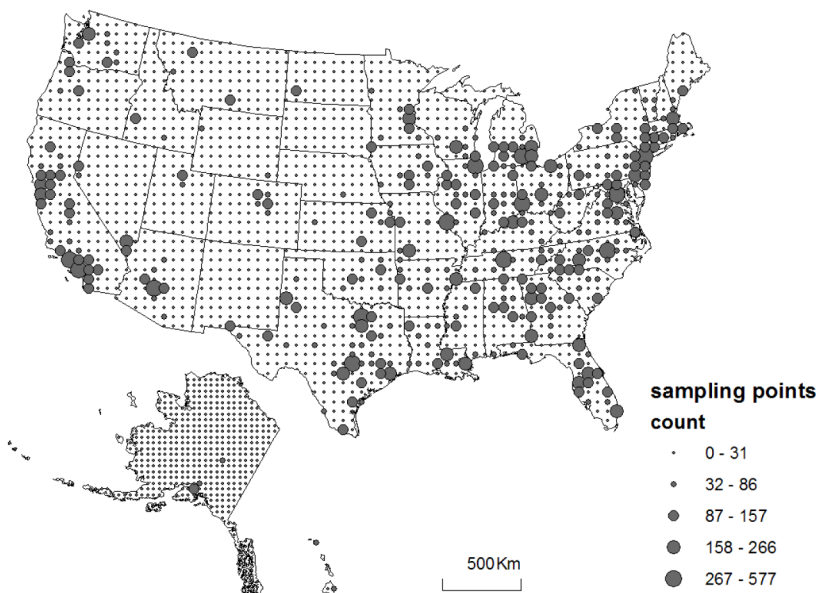 sampling points
count
0 - 31
32 - 86
87 - 157
158 - 266
267 - 577
500Km